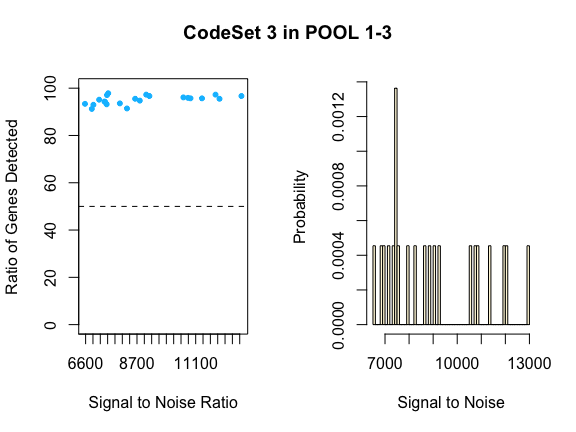 CodeSet 3 in POOL 1-3
Ratio of Genes Detected
100
80
60
40
20
0
6600 8700 11100
Signal to Noise Ratio
Probability
0.0012
0.0008
0.0004
0.0000
7000 10000 13000
Signal to Noise